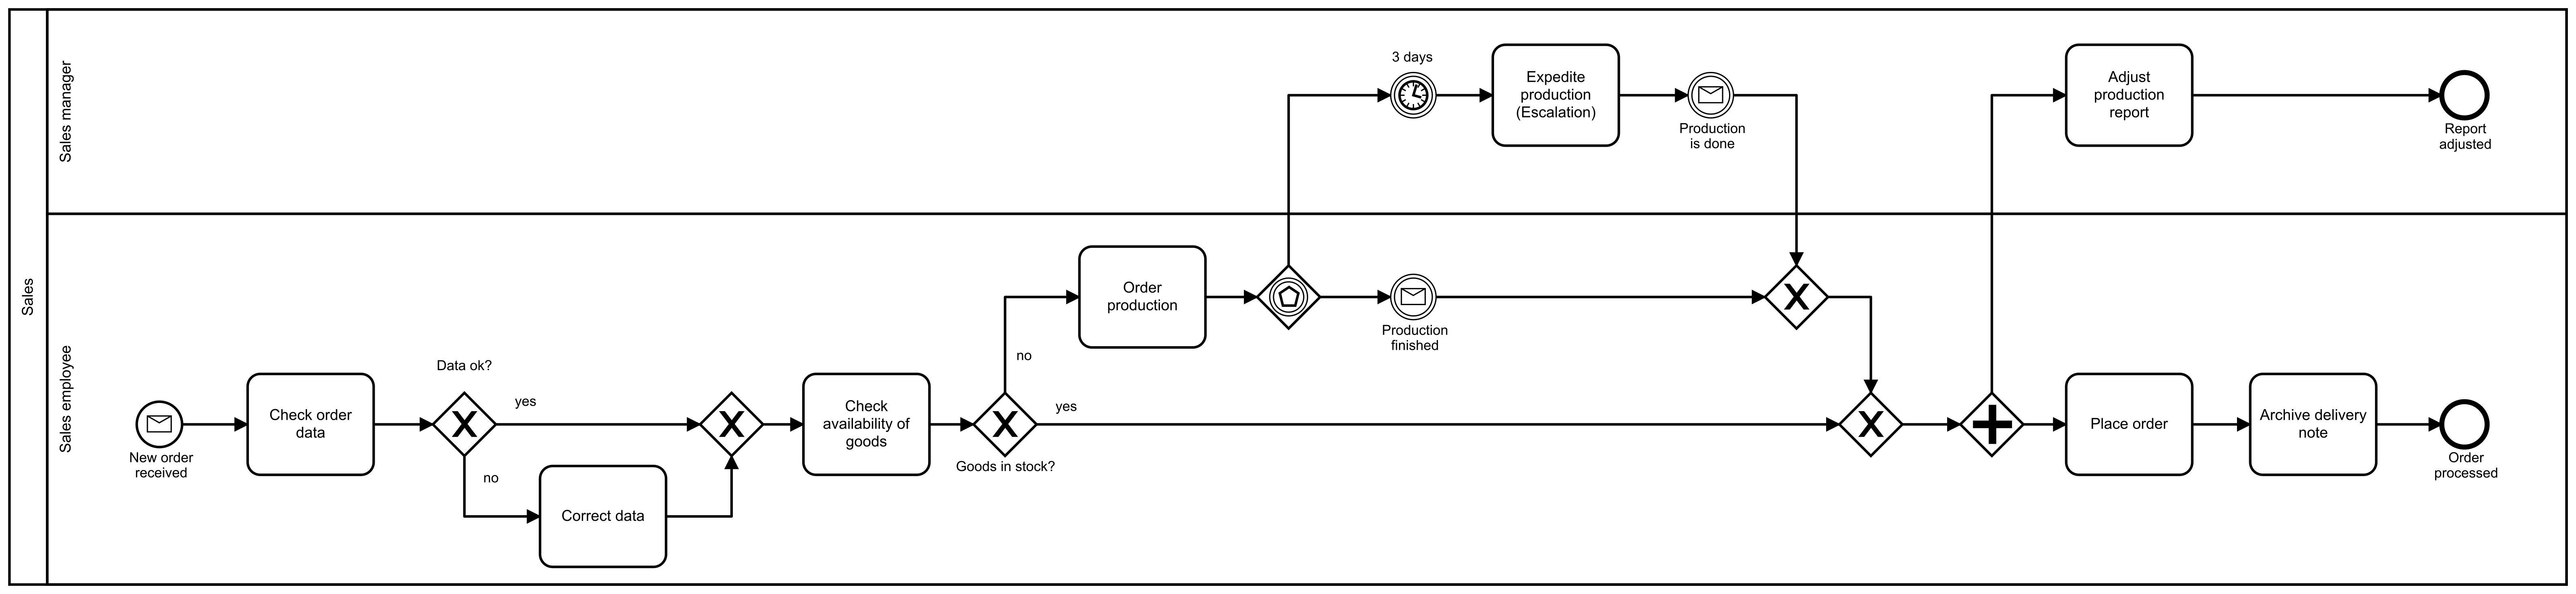 Sales
Sales manager
3 days
Expedite
production
(Escalation)
Production
is done
Adjust
production
report
Report
adjusted
Sales employee
New order
received
Check order
data
Data ok?
yes
no
Correct data
Check
availability of
goods
Goods in stock?
no
yes
Order
production
Production
finished
Place order
Archive delivery
note
Order
processed